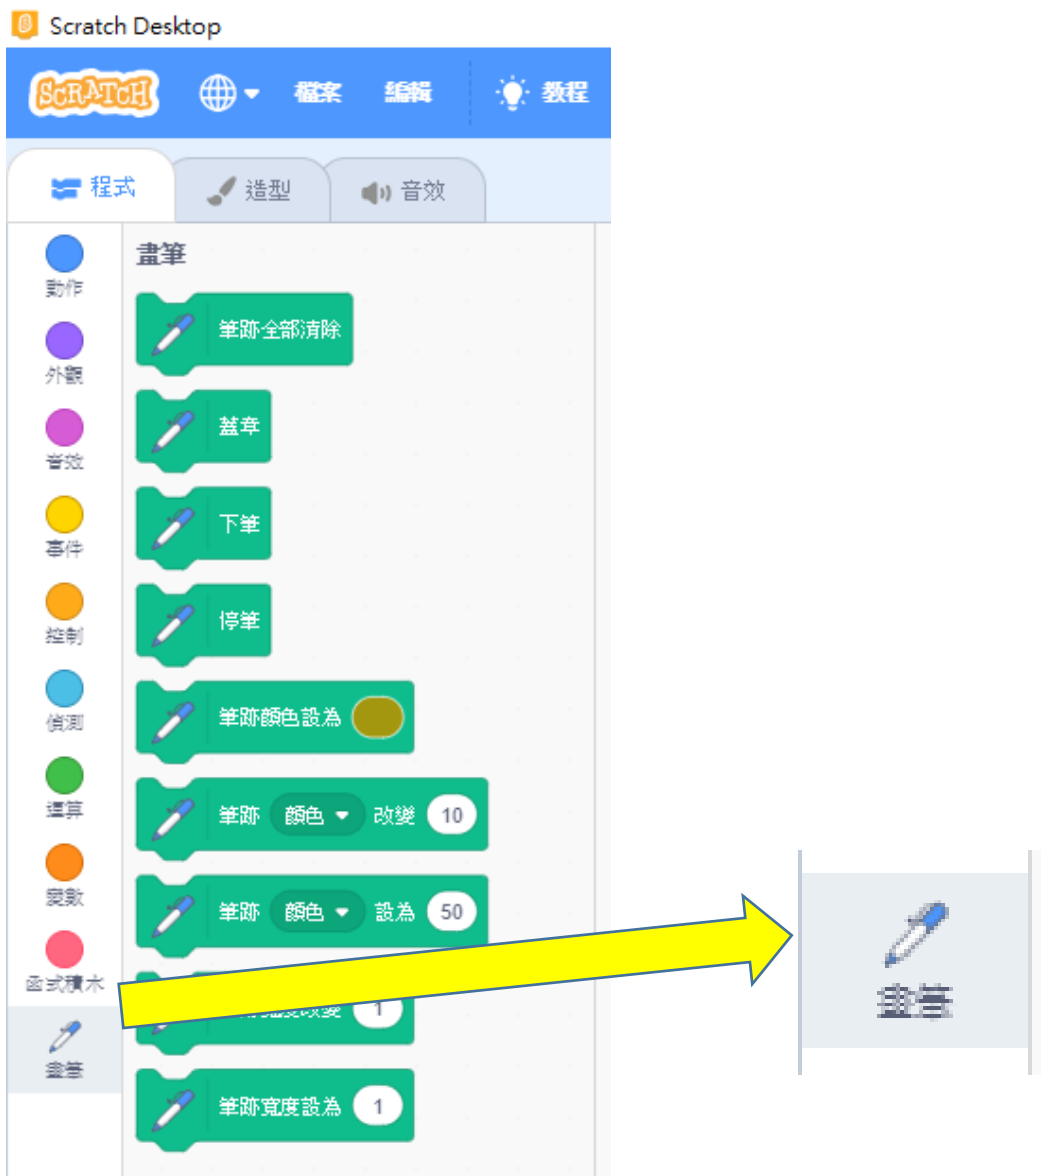 Scratch Desktop
SCRATCH 檔案 編輯 教程
程式 造型 音效
動作
外觀
音效
事件
控制
偵測
運算
變數
函式積木
畫筆
畫筆
筆跡全部清除
蓋章
下筆
停筆
筆跡顏色設為
筆跡 顏色 改變 10
筆跡 顏色 設為 50
度改變 1
筆跡寬度設為 1
畫筆